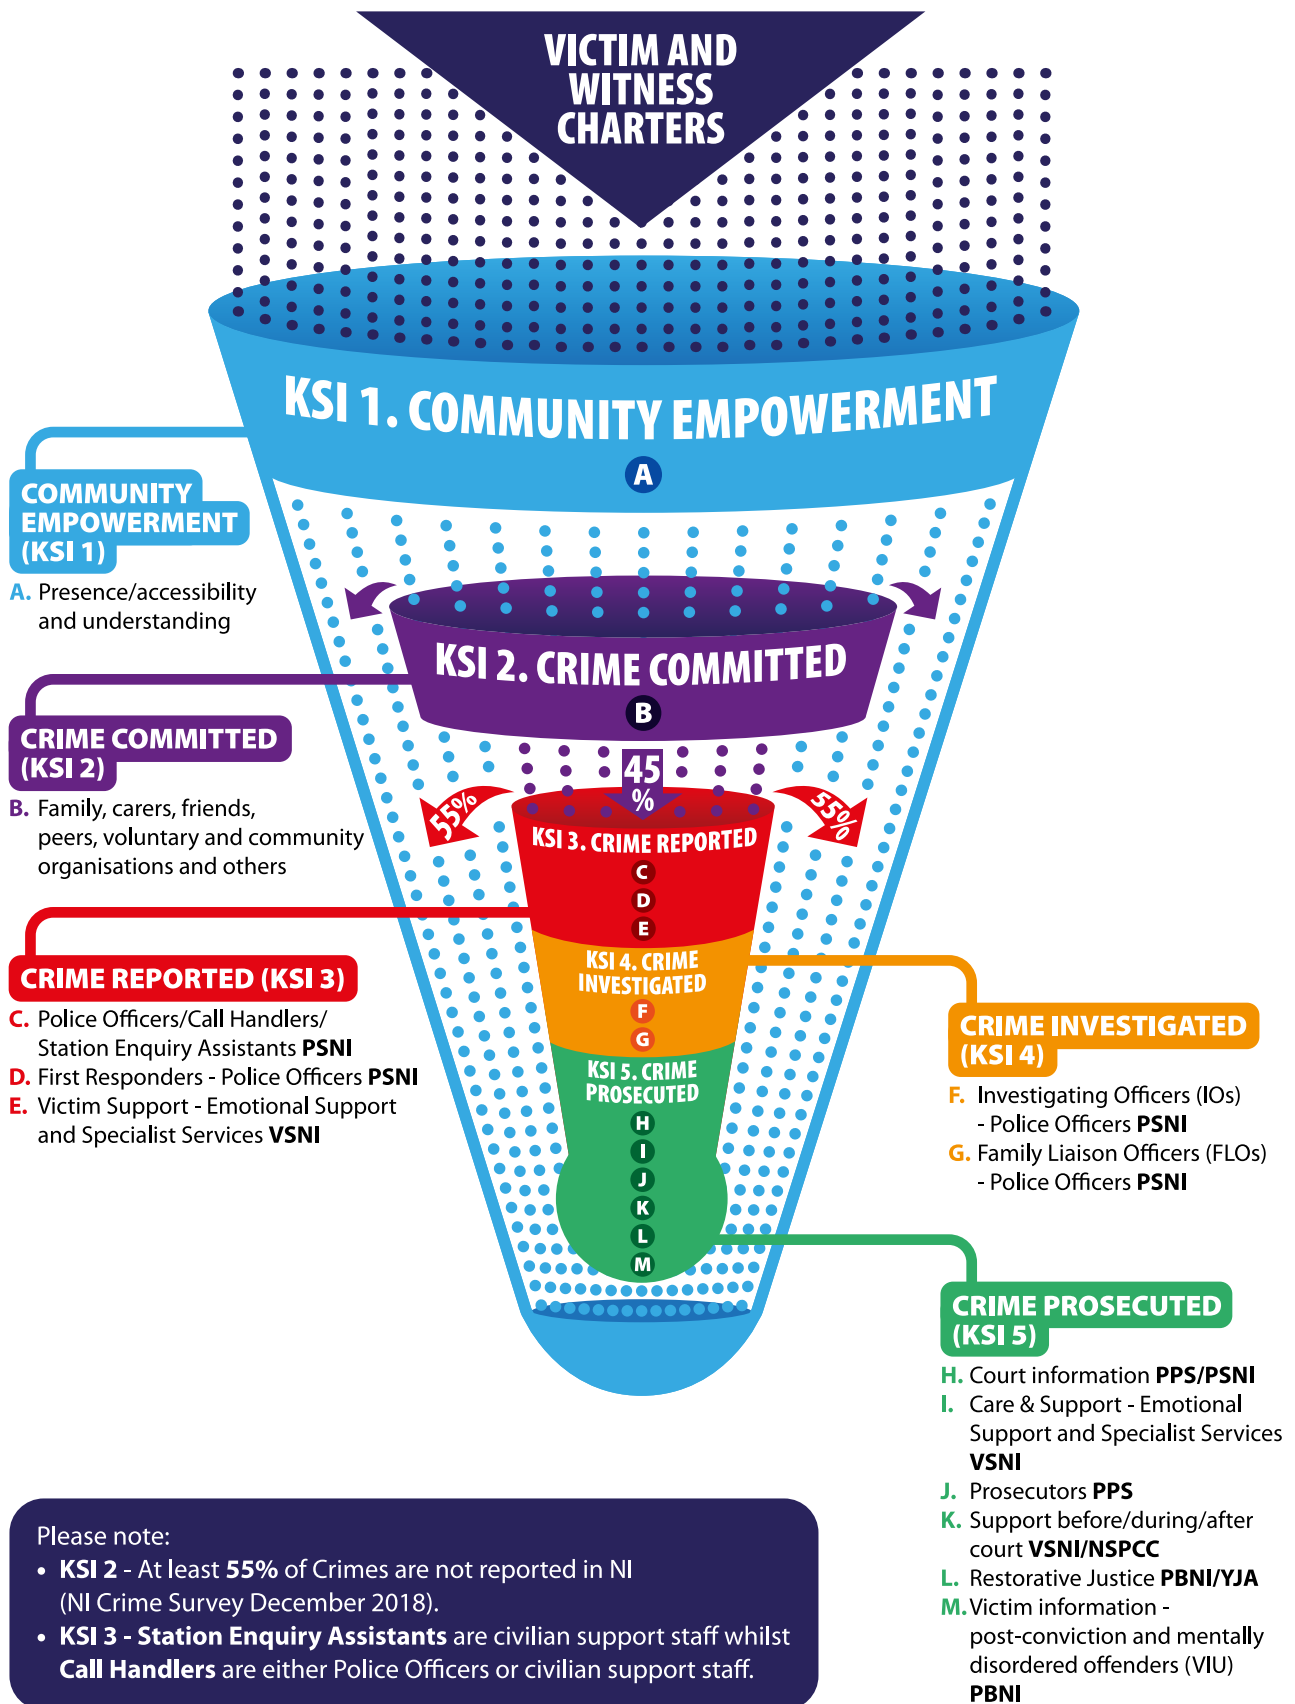 VICTIM AND
WITNESS
CHARTERS
KSI 1. COMMUNITY EMPOWERMENT
A
COMMUNITY
EMPOWERMENT
(KSI 1)
A. Presence/accessibility
and understanding
KSI 2. CRIME COMMITTED
B
CRIME COMMITTED
(KSI 2)
B. Family, carers, friends,
peers, voluntary and community
organisations and others
45
%
55%
55%
KSI 3. CRIME REPORTED
C
D
E
CRIME REPORTED (KSI 3)
C. Police Officers/Call Handlers/
Station Enquiry Assistants PSNI
D. First Responders - Police Officers PSNI
E. Victim Support - Emotional Support
and Specialist Services VSNI
KSI 4. CRIME
INVESTIGATED
F
G
CRIME INVESTIGATED
(KSI 4)
F. Investigating Officers (IOs)
- Police Officers PSNI
G. Family Liaison Officers (FLOs)
- Police Officers PSNI
KSI 5. CRIME
PROSECUTED
H
I
J
K
L
M
CRIME PROSECUTED
(KSI 5)
H. Court information PPS/PSNI
I. Care & Support - Emotional
Support and Specialist Services
VSNI
J. Prosecutors PPS
K. Support before/during/after
court VSNI/NSPCC
L. Restorative Justice PBNI/YJA
M. Victim information -
post-conviction and mentally
disordered offenders (VIU)
PBNI
Please note:
• KSI 2 - At least 55% of Crimes are not reported in NI
(NI Crime Survey December 2018).
• KSI 3 - Station Enquiry Assistants are civilian support staff whilst
Call Handlers are either Police Officers or civilian support staff.